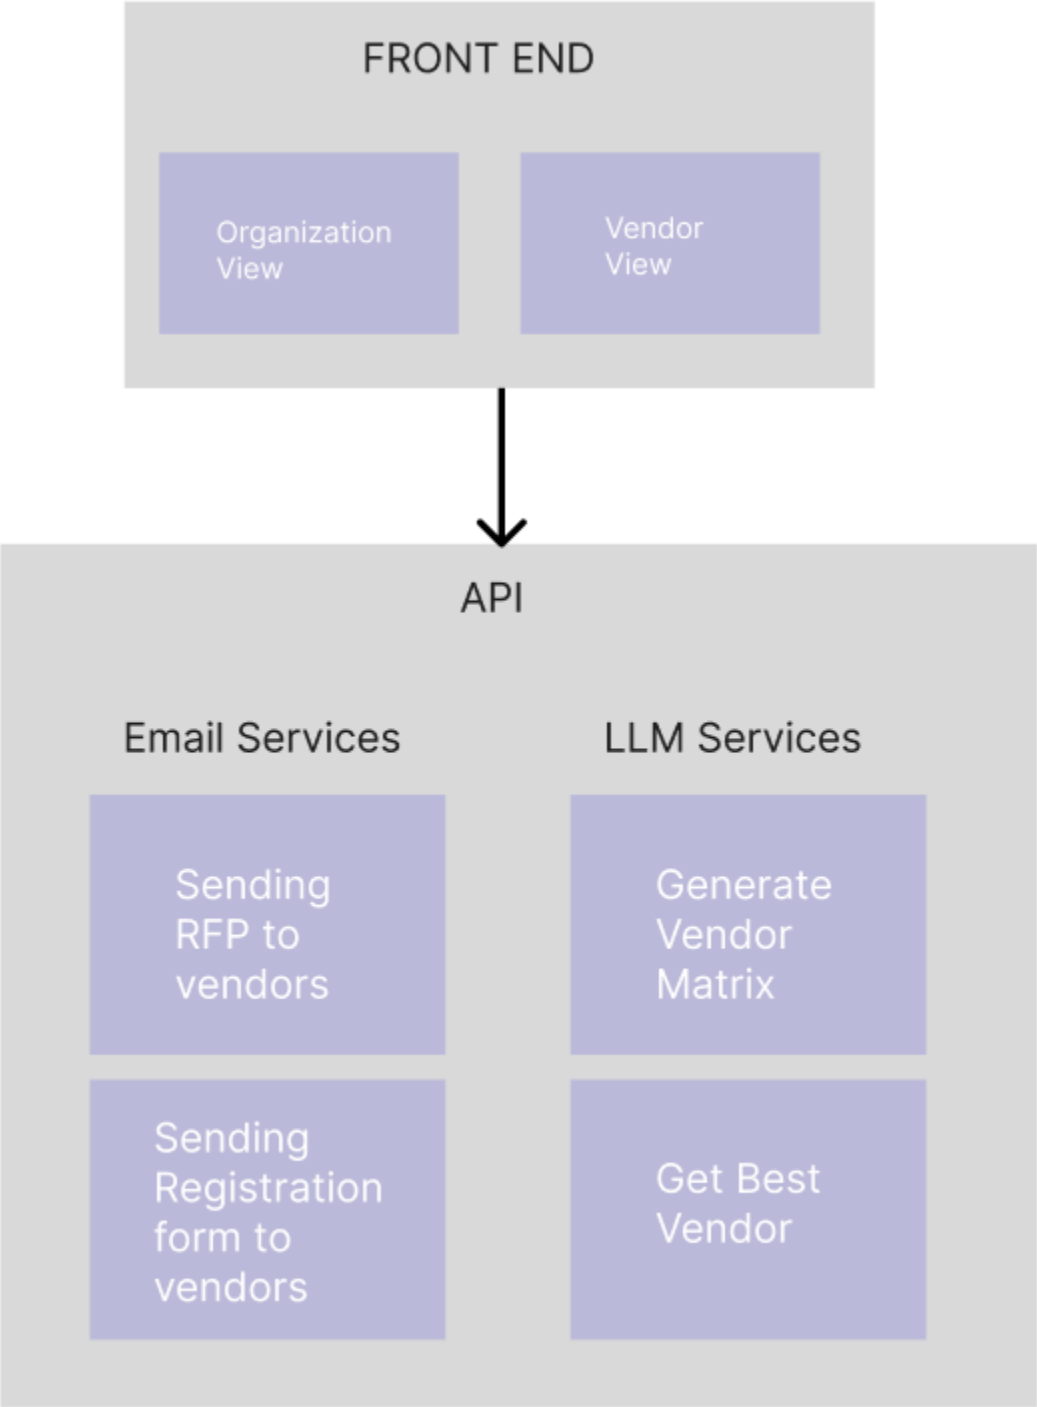 FRONT END
Organization
View
Vendor
View
API
Email Services
LLM Services
Sending
RFP to
vendors
Generate
Vendor
Matrix
Sending
Registration
form to
vendors
Get Best
Vendor